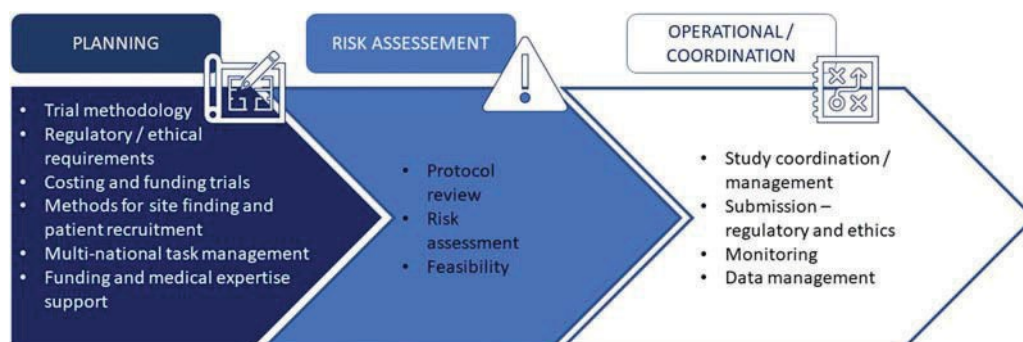 PLANNING
• Trial methodology
• Regulatory / ethical
requirements
• Costing and funding trials
• Methods for site finding and
patient recruitment
• Multi-national task management
• Funding and medical expertise
support
RISK ASSESSEMENT
• Protocol
review
• Risk
assessment
• Feasibility
OPERATIONAL /
COORDINATION
• Study coordination /
management
• Submission –
regulatory and ethics
• Monitoring
• Data management